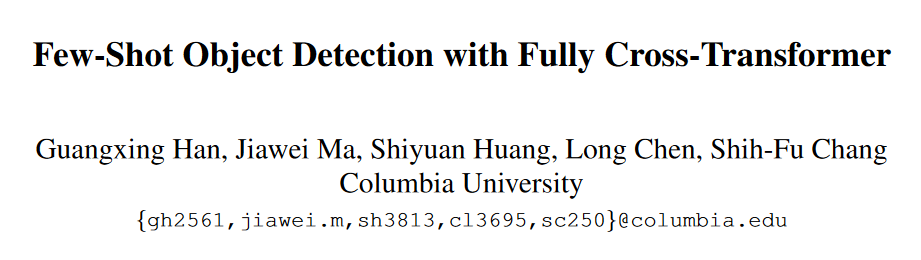 Few-Shot Object Detection with Fully Cross-Transformer
Guangxing Han, Jiawei Ma, Shiyuan Huang, Long Chen, Shih-Fu Chang
Columbia University
{gh2561,jiawei.m,sh3813,cl3695,sc250}@columbia.edu